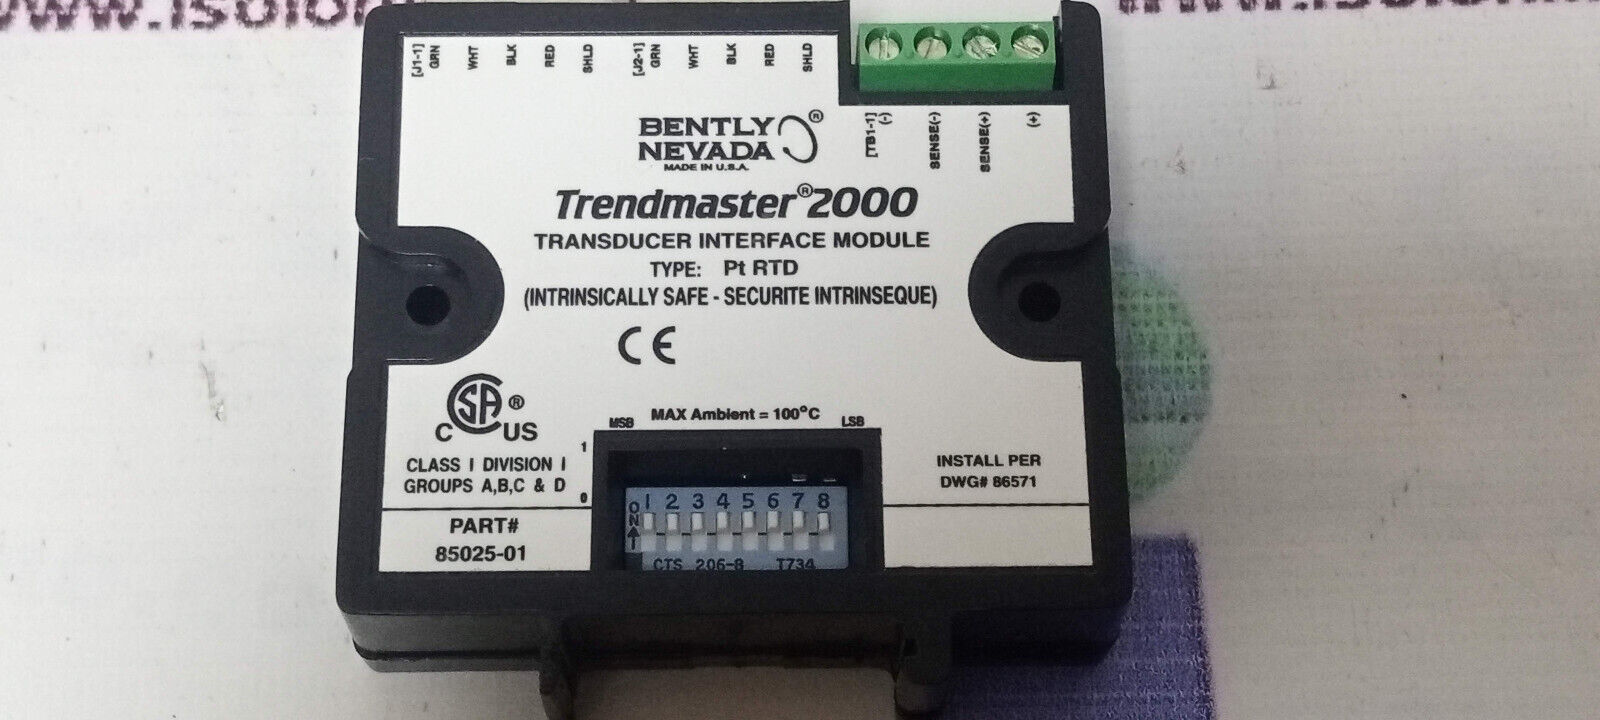 [J1-1] GRN WHT BLK RED SHLD [J2-1] GRN WHT BLK RED SHLD
[TB1-1] (-) SENSE(-) SENSE(+) (+)
BENTLY ®
NEVADA
MADE IN U.S.A.
Trendmaster®2000
TRANSDUCER INTERFACE MODULE
TYPE: Pt RTD
(INTRINSICALLY SAFE - SECURITE INTRINSEQUE)
CE
SA ®
C US
MAX Ambient = 100°C
MSB LSB
1
0
CLASS I DIVISION I
GROUPS A,B,C & D
INSTALL PER
DWG# 86571
PART#
85025-01
ON 1 2 3 4 5 6 7 8
CTS 206-8 T734